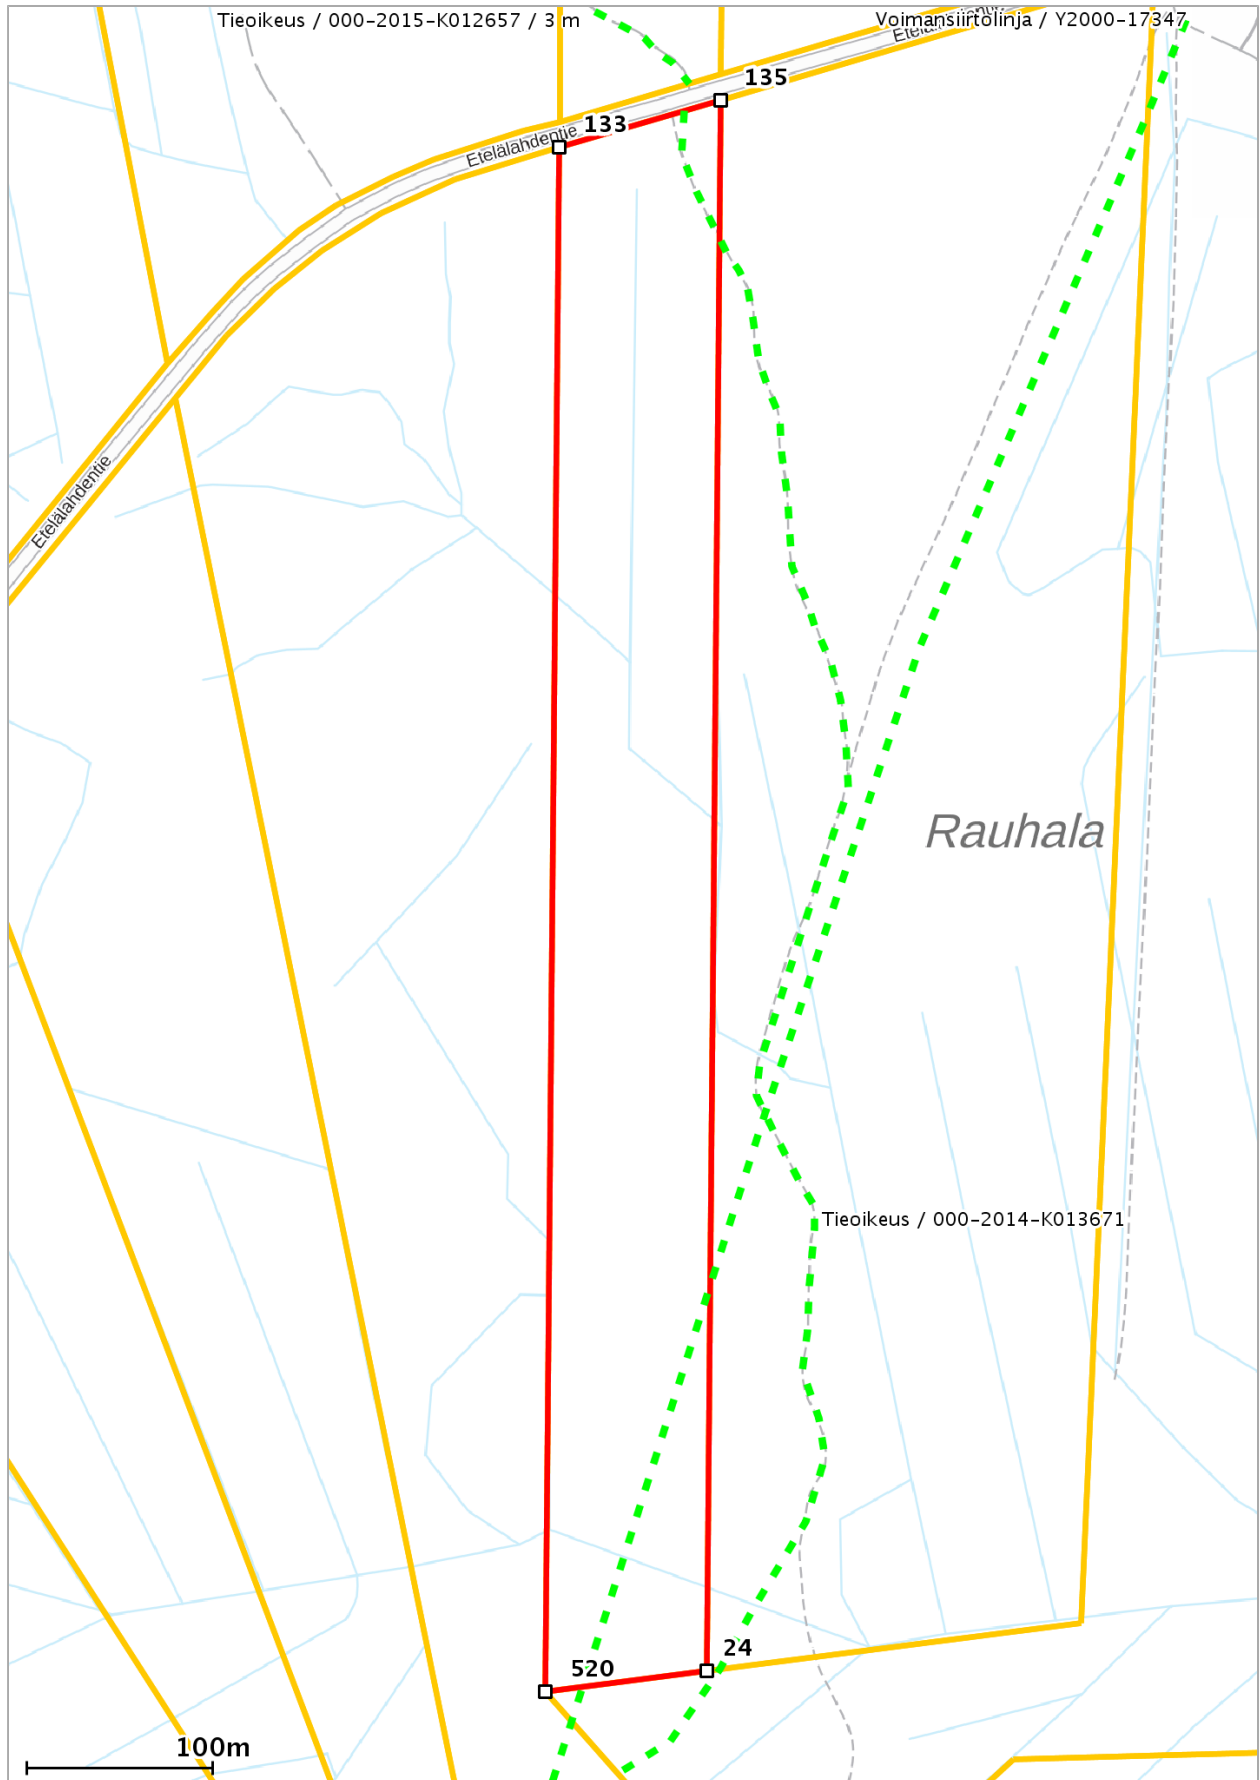 Tieoikeus / 000-2015-K012657 / 3 m
Voimansiirtolinja / Y2000-17347
135
133
Etelälahdentie
Etelälahdentie
Rauhala
Tieoikeus / 000-2014-K013671
24
520
100m